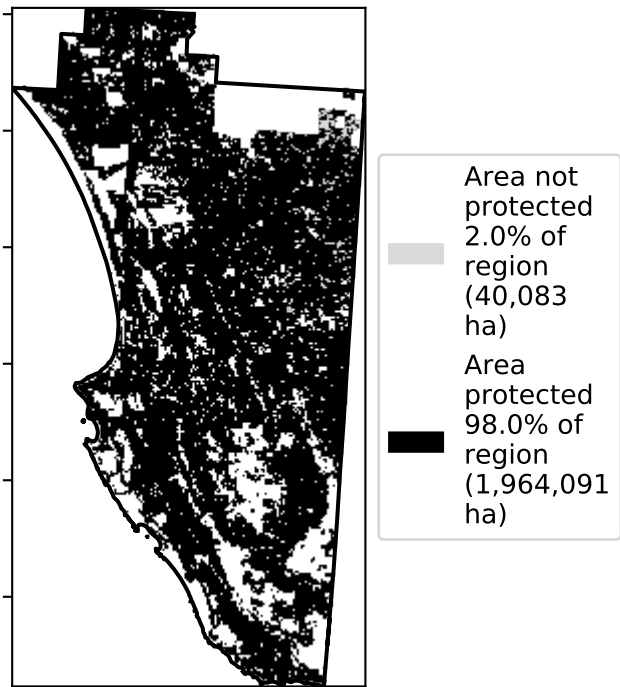 Area not
protected
2.0% of
region
(40,083
ha)
Area
protected
98.0% of
region
(1,964,091
ha)